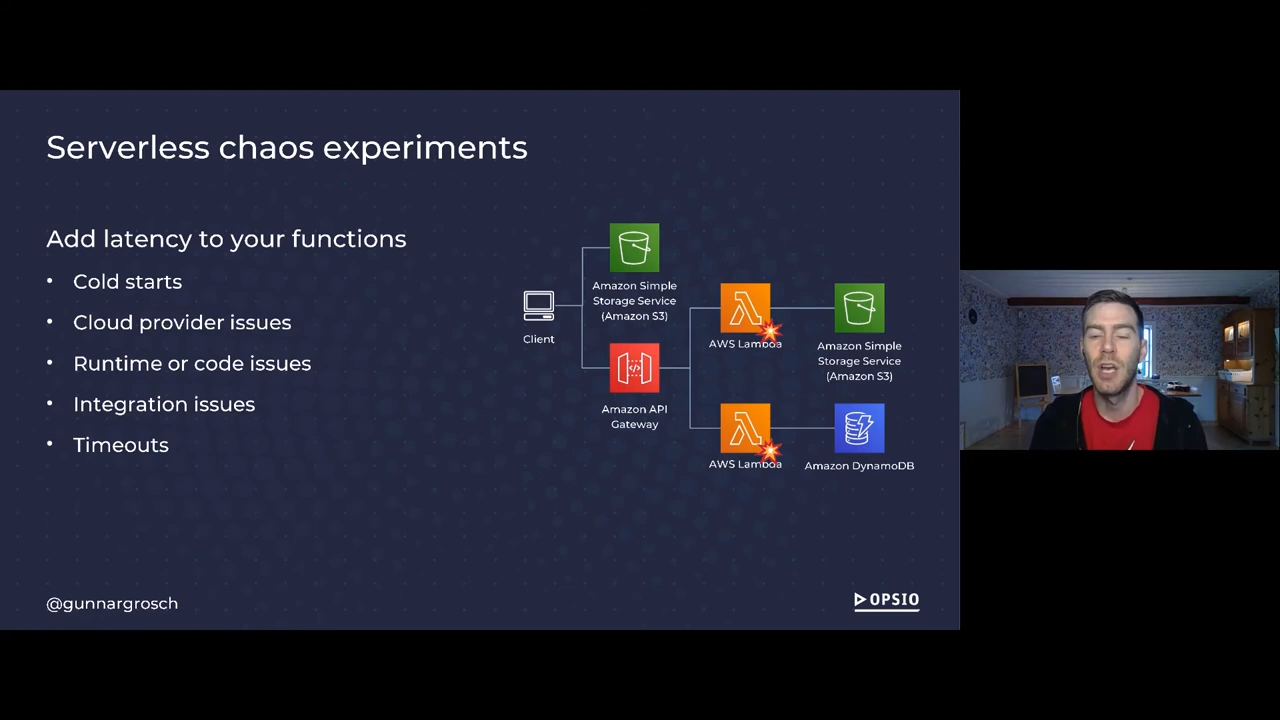 Serverless chaos experiments
Add latency to your functions
• Cold starts
• Cloud provider issues
• Runtime or code issues
• Integration issues
• Timeouts
Client
Amazon Simple
Storage Service
(Amazon S3)
Amazon API
Gateway
AWS Lambda
Amazon Simple
Storage Service
(Amazon S3)
AWS Lambda
Amazon DynamoDB
@gunnargrosch
OPSIO